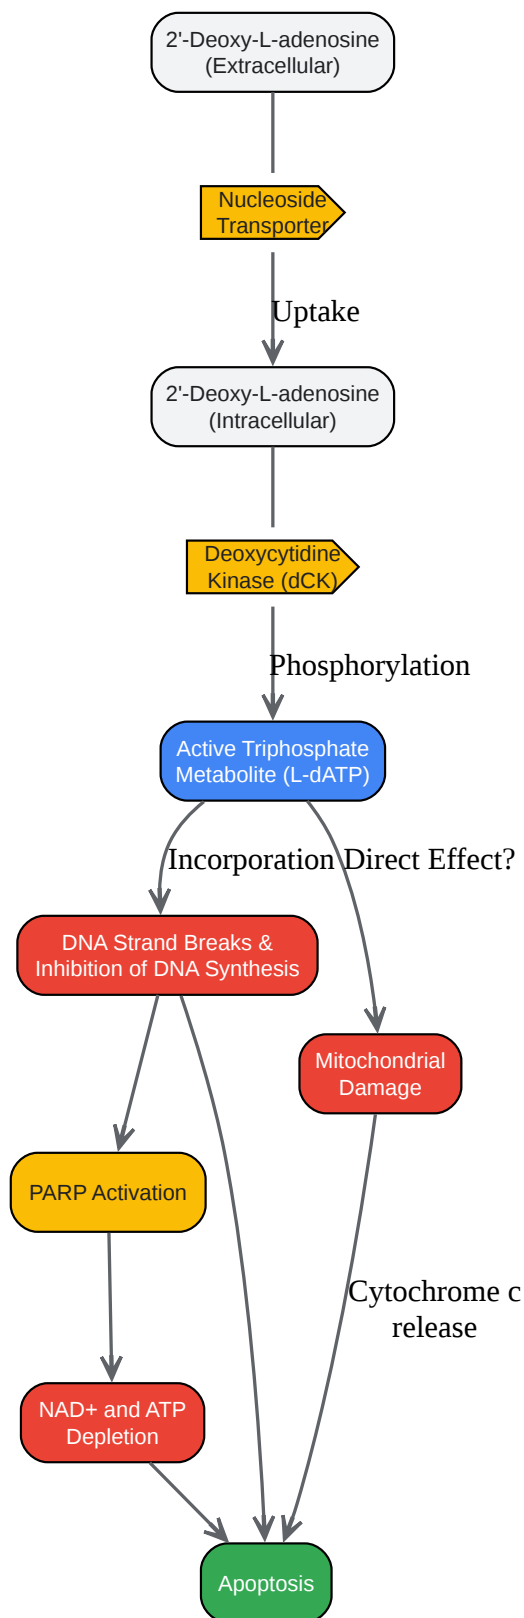 2'-Deoxy-L-adenosine
(Extracellular)
Nucleoside
Transporter
Uptake
2'-Deoxy-L-adenosine
(Intracellular)
Deoxycytidine
Kinase (dCK)
Phosphorylation
Active Triphosphate
Metabolite (L-dATP)
Incorporation
Direct Effect?
DNA Strand Breaks &
Inhibition of DNA Synthesis
Mitochondrial
Damage
PARP Activation
Cytochrome c
release
NAD+ and ATP
Depletion
Apoptosis